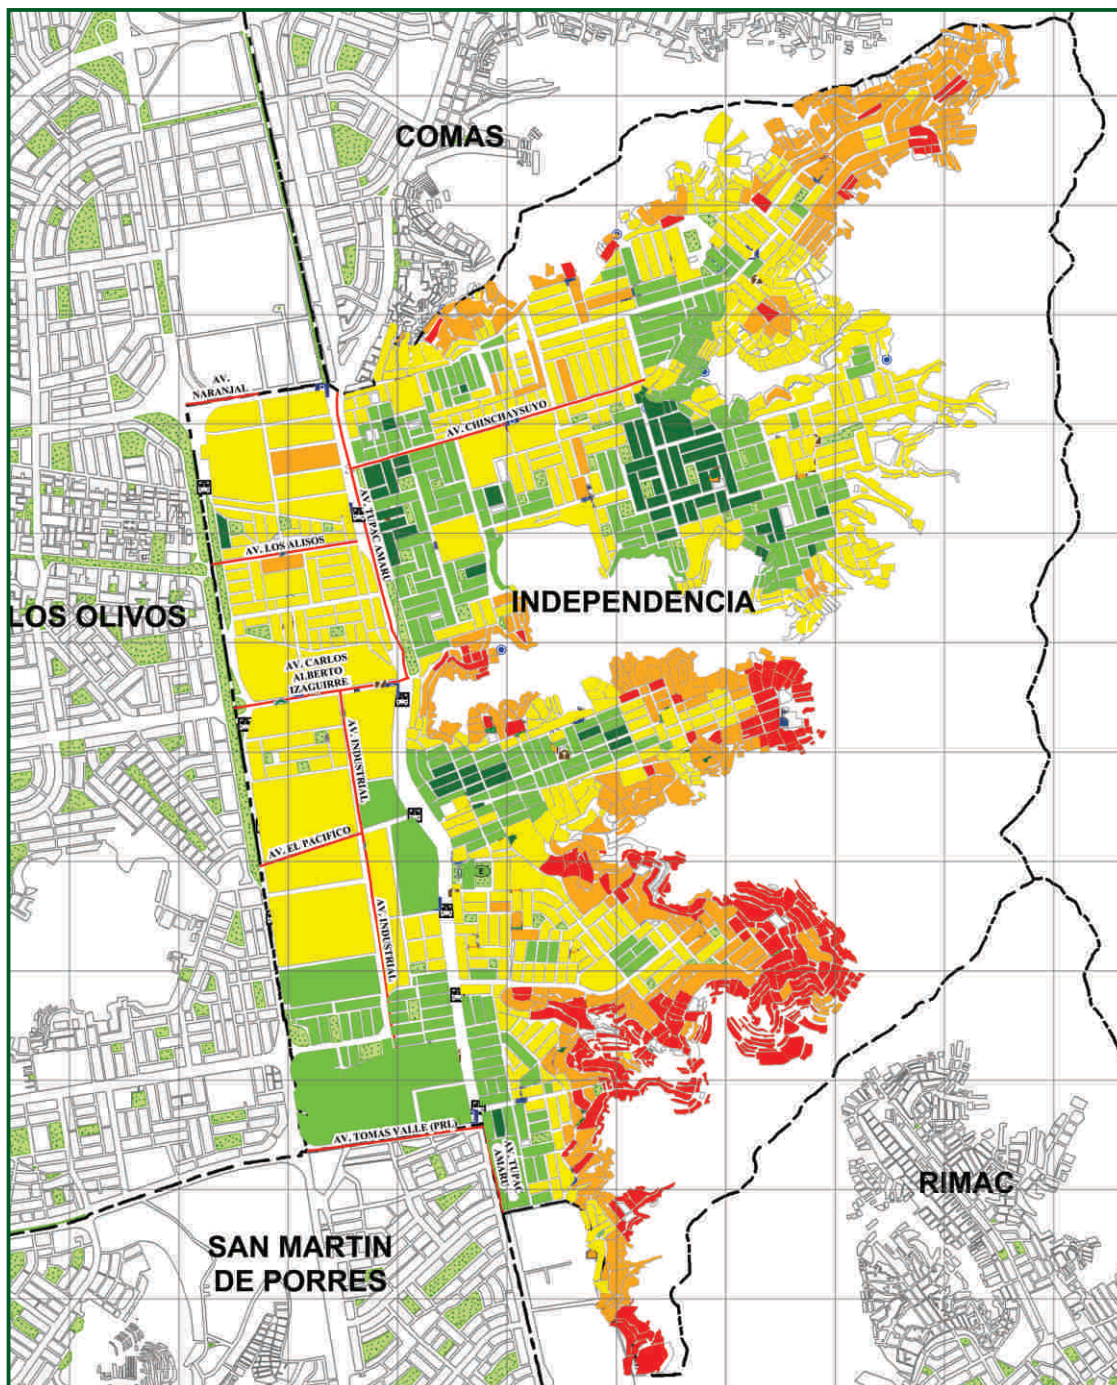 COMAS
AV.
NARANJAL
AV. CHINCHAYSUYO
AV. TUPAC AMARU
AV. LOS ALISOS
INDEPENDENCIA
LOS OLIVOS
AV. CARLOS
ALBERTO
IZAGUIRRE
AV. INDUSTRIAL
AV. EL PACIFICO
E
AV. INDUSTRIAL
AV. TOMAS VALLE (PRL)
AV. TUPAC
AMARU
RIMAC
SAN MARTIN
DE PORRES